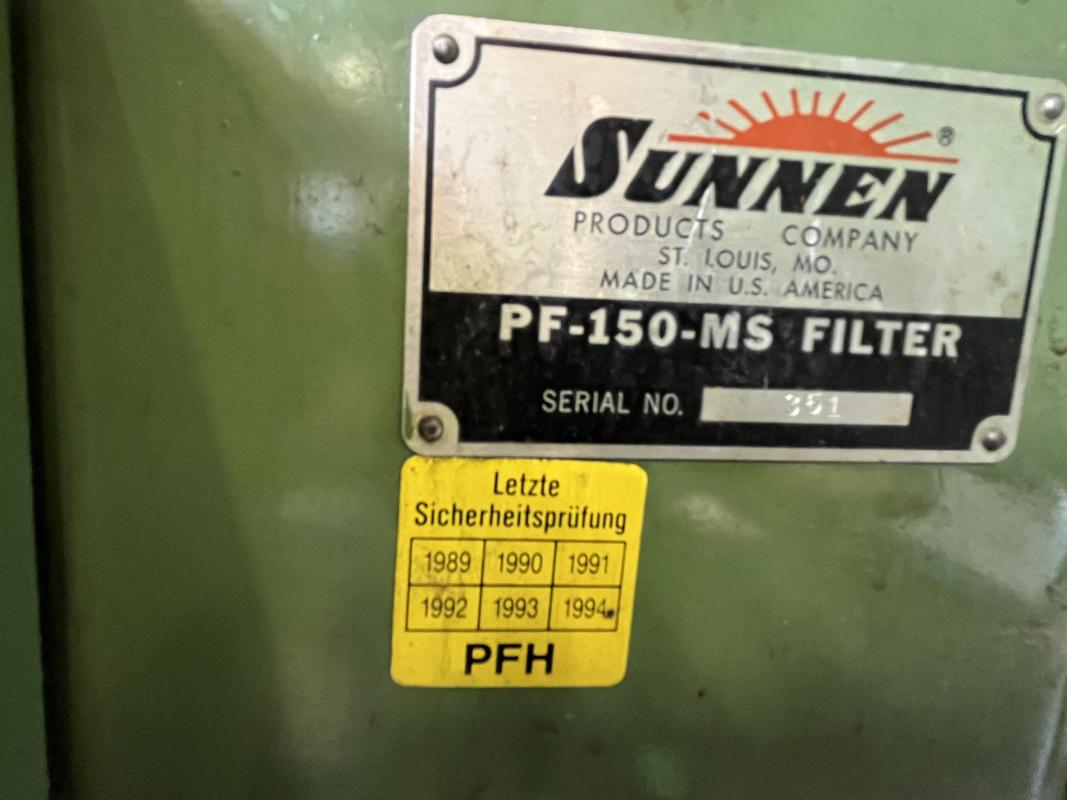 SUNNEN®
PRODUCTS COMPANY
ST. LOUIS, MO.
MADE IN U.S. AMERICA
PF-150-MS FILTER
SERIAL NO. 351
Letzte
Sicherheitsprüfung
1989 1990 1991
1992 1993 1994
PFH